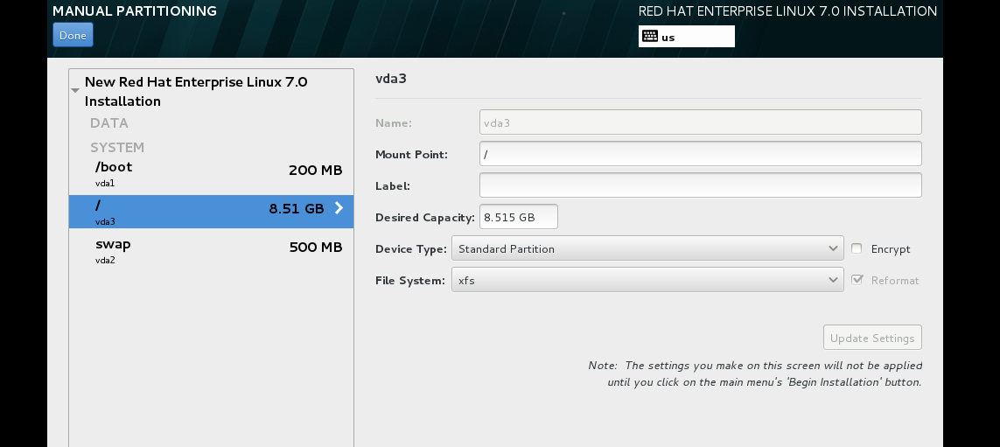 MANUAL PARTITIONING
RED HAT ENTERPRISE LINUX 7.0 INSTALLATION
Done
us
New Red Hat Enterprise Linux 7.0
Installation
DATA
SYSTEM
/boot
200 MB
vda1
/
8.51 GB
vda3
swap
500 MB
vda2
vda3
Name:
vda3
Mount Point:
/
Label:
Desired Capacity:
8.515 GB
Device Type:
Standard Partition
Encrypt
File System:
xfs
Reformat
Update Settings
Note:  The settings you make on this screen will not be applied
until you click on the main menu's 'Begin Installation' button.